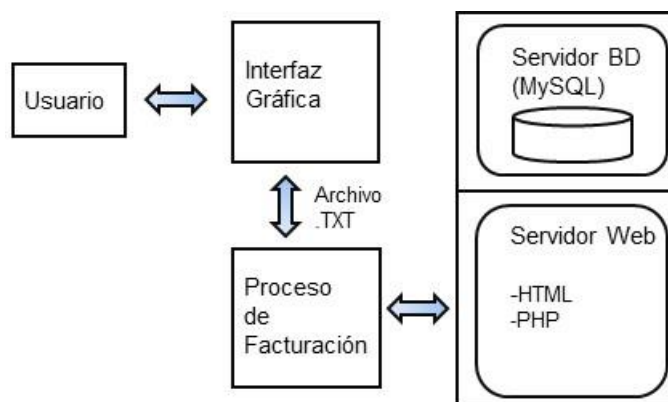 Usuario
Interfaz
Gráfica
Archivo
.TXT
Proceso
de
Facturación
Servidor BD
(MySQL)
Servidor Web
-HTML
-PHP